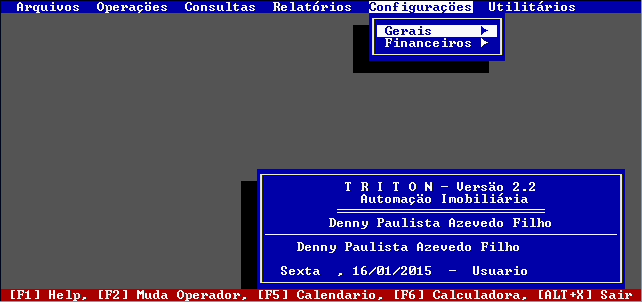 Arquivos Operações Consultas Relatórios Configurações Utilitários
Gerais
Financeiros
T R I T O N - Versão 2.2
Automação Imobiliária
Denny Paulista Azevedo Filho
Denny Paulista Azevedo Filho
Sexta , 16/01/2015 - Usuario
[F1] Help, [F2] Muda Operador, [F5] Calendario, [F6] Calculadora, [ALT+X] Sair